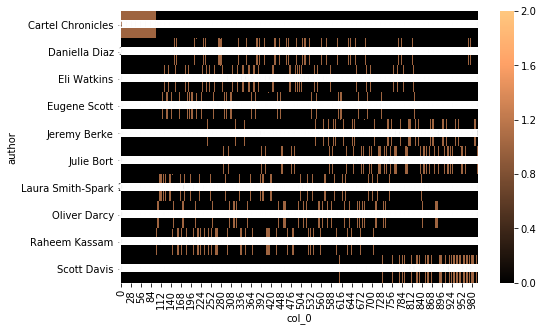 Cartel Chronicles
Daniella Diaz
Eli Watkins
Eugene Scott
Jeremy Berke
Julie Bort
Laura Smith-Spark
Oliver Darcy
Raheem Kassam
Scott Davis
author
0 28 56 84 112 140 168 196 224 252 280 308 336 364 392 420 448 476 504 532 560 588 616 644 672 700 728 756 784 812 840 868 896 924 952 980
col_0
2.0
1.6
1.2
0.8
0.4
0.0